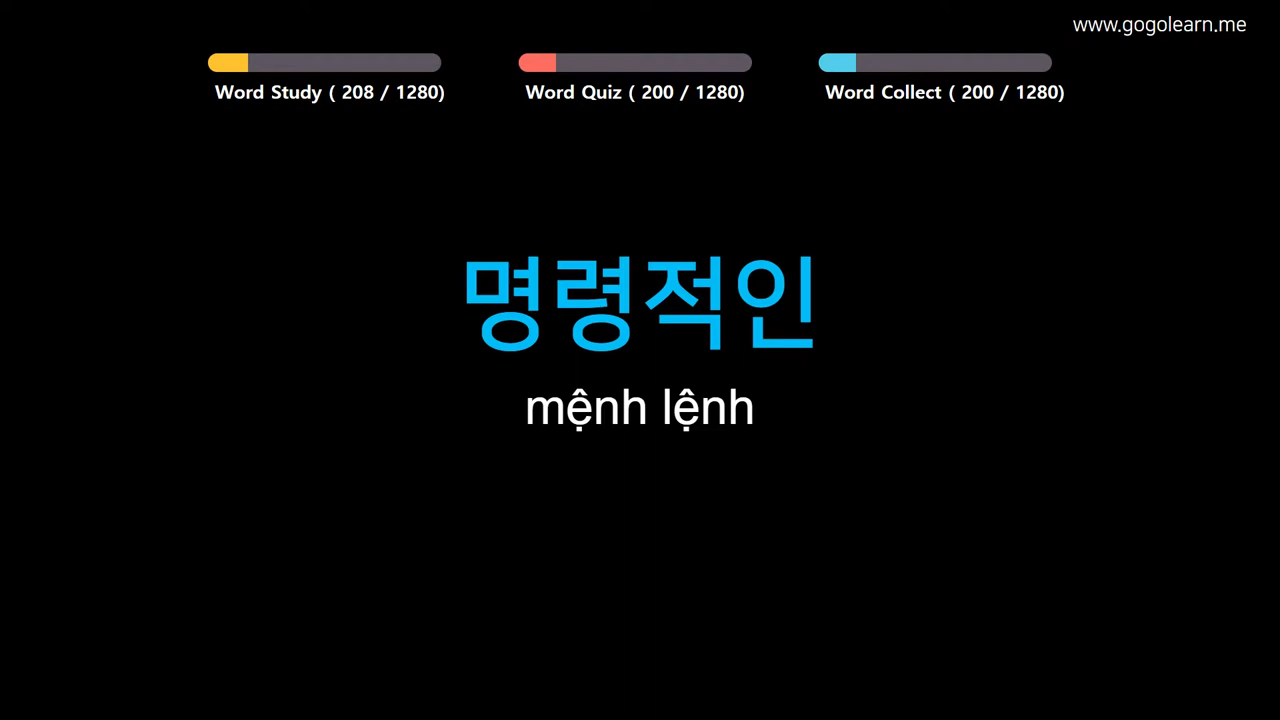 www.gogolearn.me
Word Study ( 208 / 1280)
Word Quiz ( 200 / 1280)
Word Collect ( 200 / 1280)
명령적인
mệnh lệnh